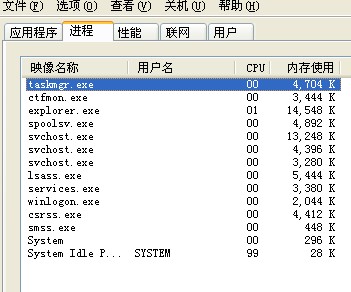 文件(F) 选项(O) 查看(V) 关机(U) 帮助(H)
应用程序 进程 性能 联网 用户
映像名称 用户名 CPU 内存使用
taskmgr.exe 00 4,704 K
ctfmon.exe 00 3,444 K
explorer.exe 01 14,548 K
spoolsv.exe 00 4,892 K
svchost.exe 00 13,248 K
svchost.exe 00 4,396 K
svchost.exe 00 3,280 K
lsass.exe 00 5,444 K
services.exe 00 3,380 K
winlogon.exe 00 2,044 K
csrss.exe 00 4,412 K
smss.exe 00 448 K
System 00 296 K
System Idle P... SYSTEM 99 28 K